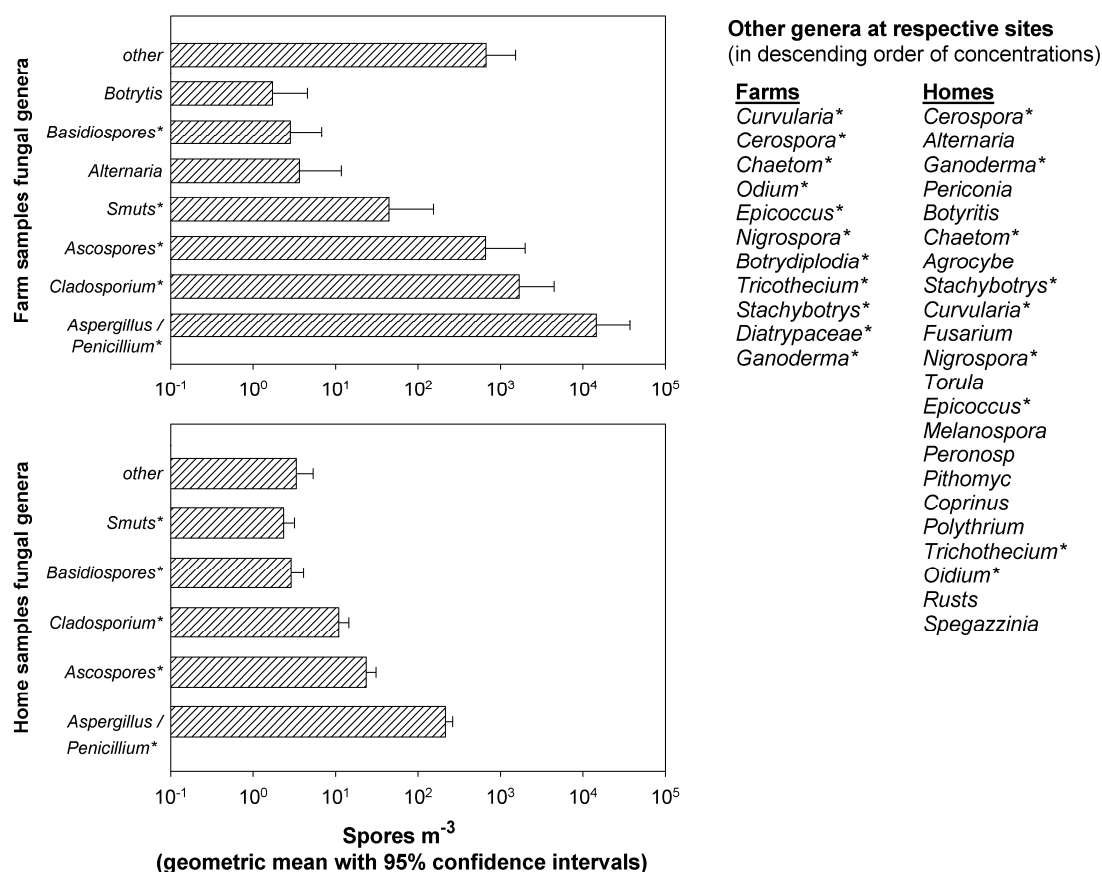 Farm samples fungal genera
other
Botrytis
Basidiospores*
Alternaria
Smuts*
Ascospores*
Cladosporium*
Aspergillus /
Penicillium*
10-1 100 101 102 103 104 105
Home samples fungal genera
other
Smuts*
Basidiospores*
Cladosporium*
Ascospores*
Aspergillus /
Penicillium*
10-1 100 101 102 103 104 105
Spores m-3
(geometric mean with 95% confidence intervals)
Other genera at respective sites
(in descending order of concentrations)
Farms
Curvularia*
Cerospora*
Chaetom*
Odium*
Epicoccus*
Nigrospora*
Botrydiplodia*
Tricothecium*
Stachybotrys*
Diatrypaceae*
Ganoderma*
Homes
Cerospora*
Alternaria
Ganoderma*
Periconia
Botyritis
Chaetom*
Agrocybe
Stachybotrys*
Curvularia*
Fusarium
Nigrospora*
Torula
Epicoccus*
Melanospora
Peronosp
Pithomyc
Coprinus
Polythrium
Trichothecium*
Oidium*
Rusts
Spegazzinia